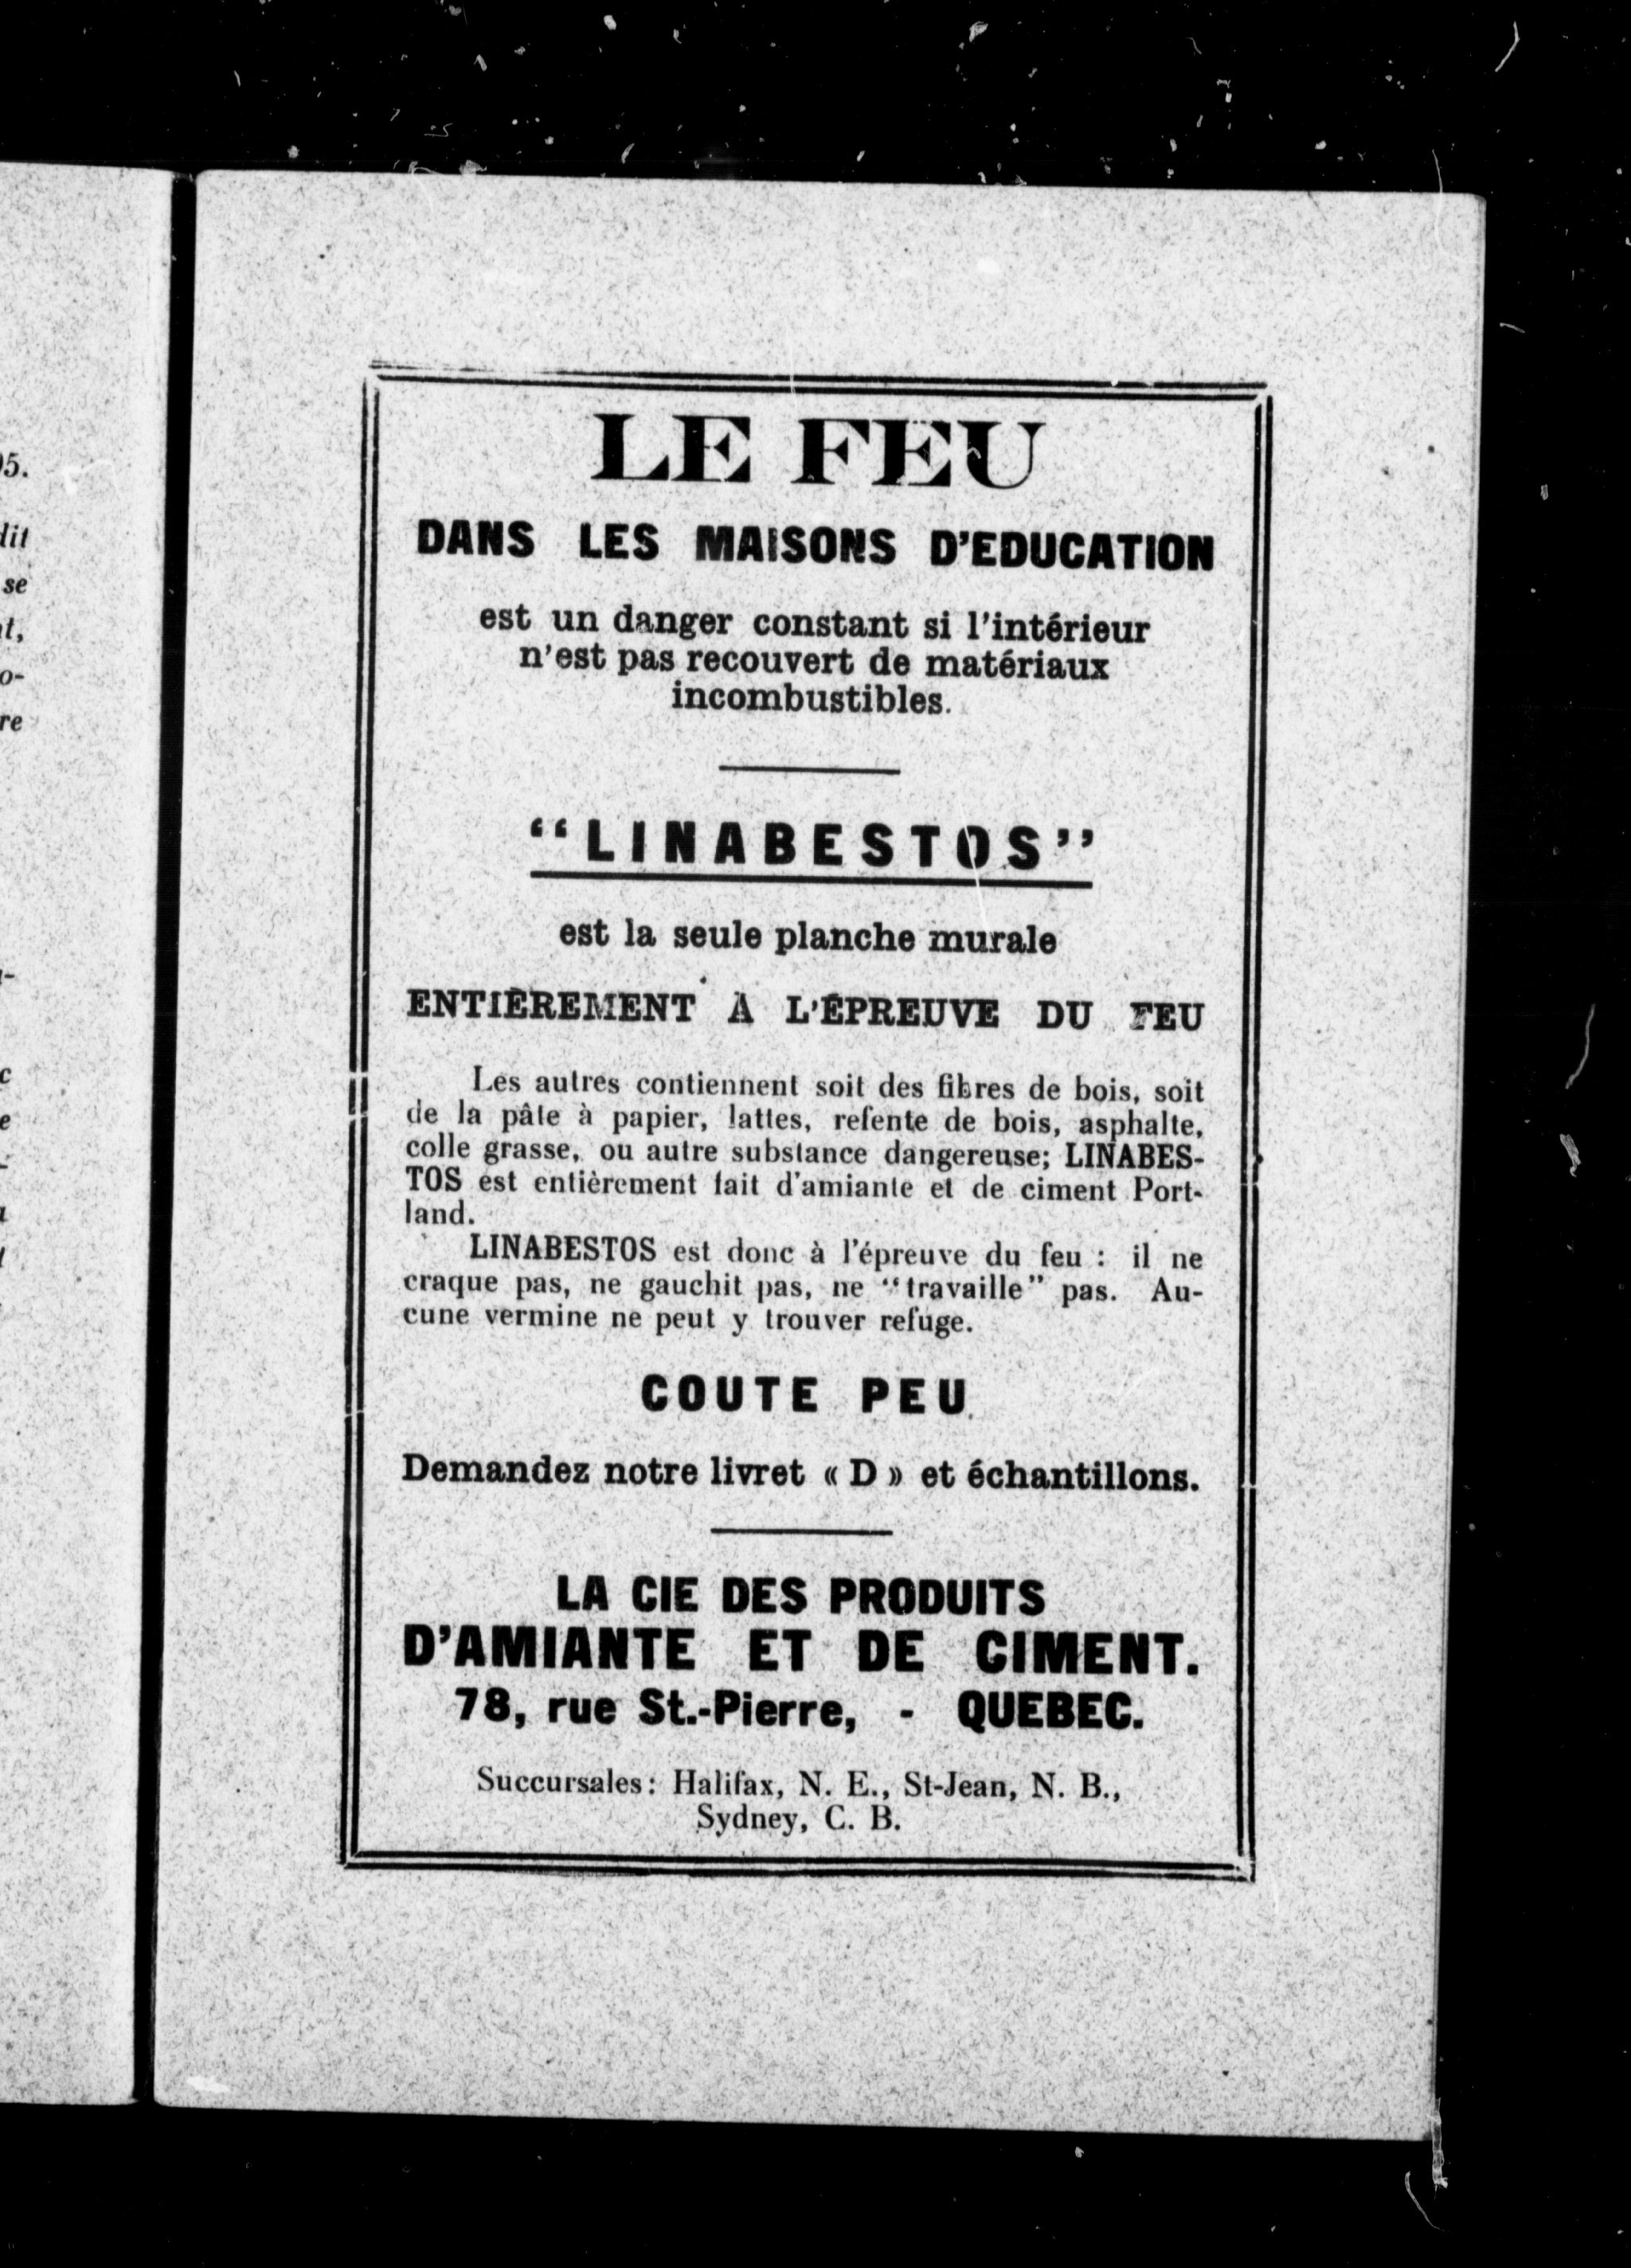 LE FEU
DANS LES MAISONS D'EDUCATION
est un danger constant si l'intérieur
n'est pas recouvert de matériaux
incombustibles.
“LINABESTOS”
est la seule planche murale
ENTIÈREMENT À L'ÉPREUVE DU FEU
Les autres contiennent soit des fibres de bois, soit
de la pâte à papier, lattes, refente de bois, asphalte,
colle grasse, ou autre substance dangereuse; LINABES-
TOS est entièrement fait d'amiante et de ciment Port-
land.
LINABESTOS est donc à l'épreuve du feu : il ne
craque pas, ne gauchit pas, ne “travaille” pas. Au-
cune vermine ne peut y trouver refuge.
COUTE PEU
Demandez notre livret « D » et échantillons.
LA CIE DES PRODUITS
D'AMIANTE ET DE CIMENT.
78, rue St.-Pierre, - QUEBEC.
Succursales: Halifax, N. E., St-Jean, N. B.,
Sydney, C. B.